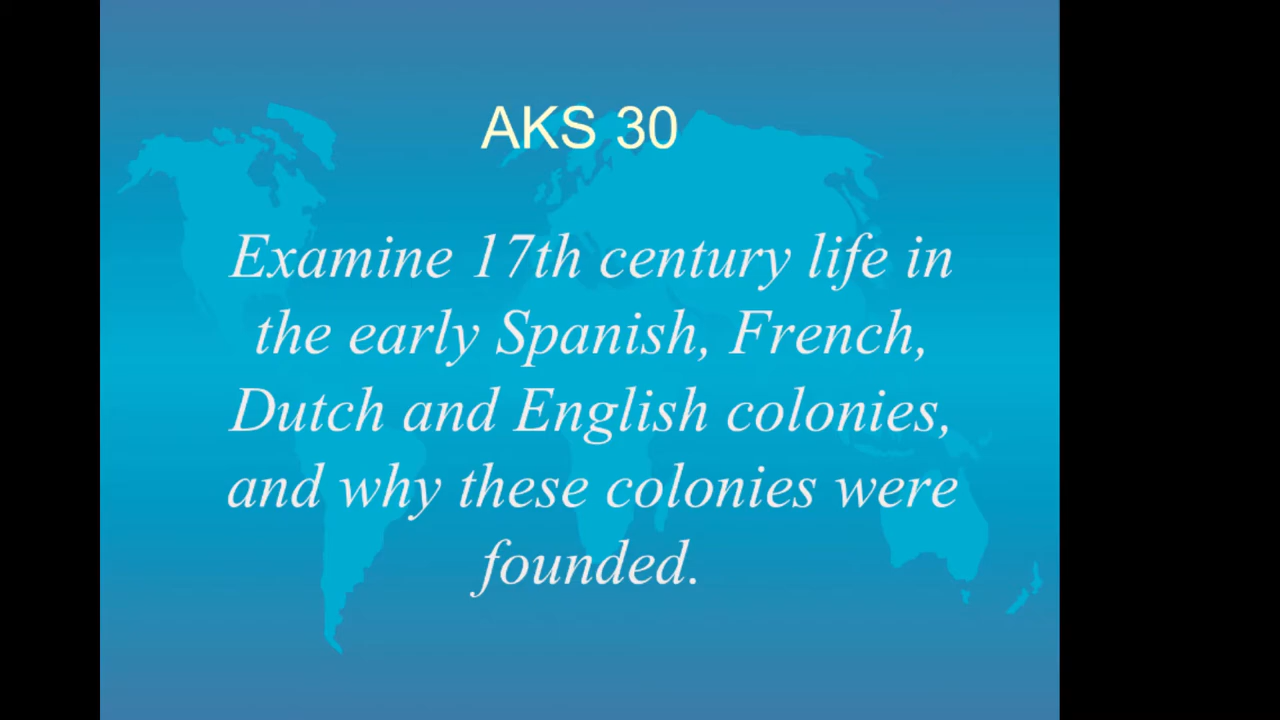 AKS 30
Examine 17th century life in
the early Spanish, French,
Dutch and English colonies,
and why these colonies were
founded.